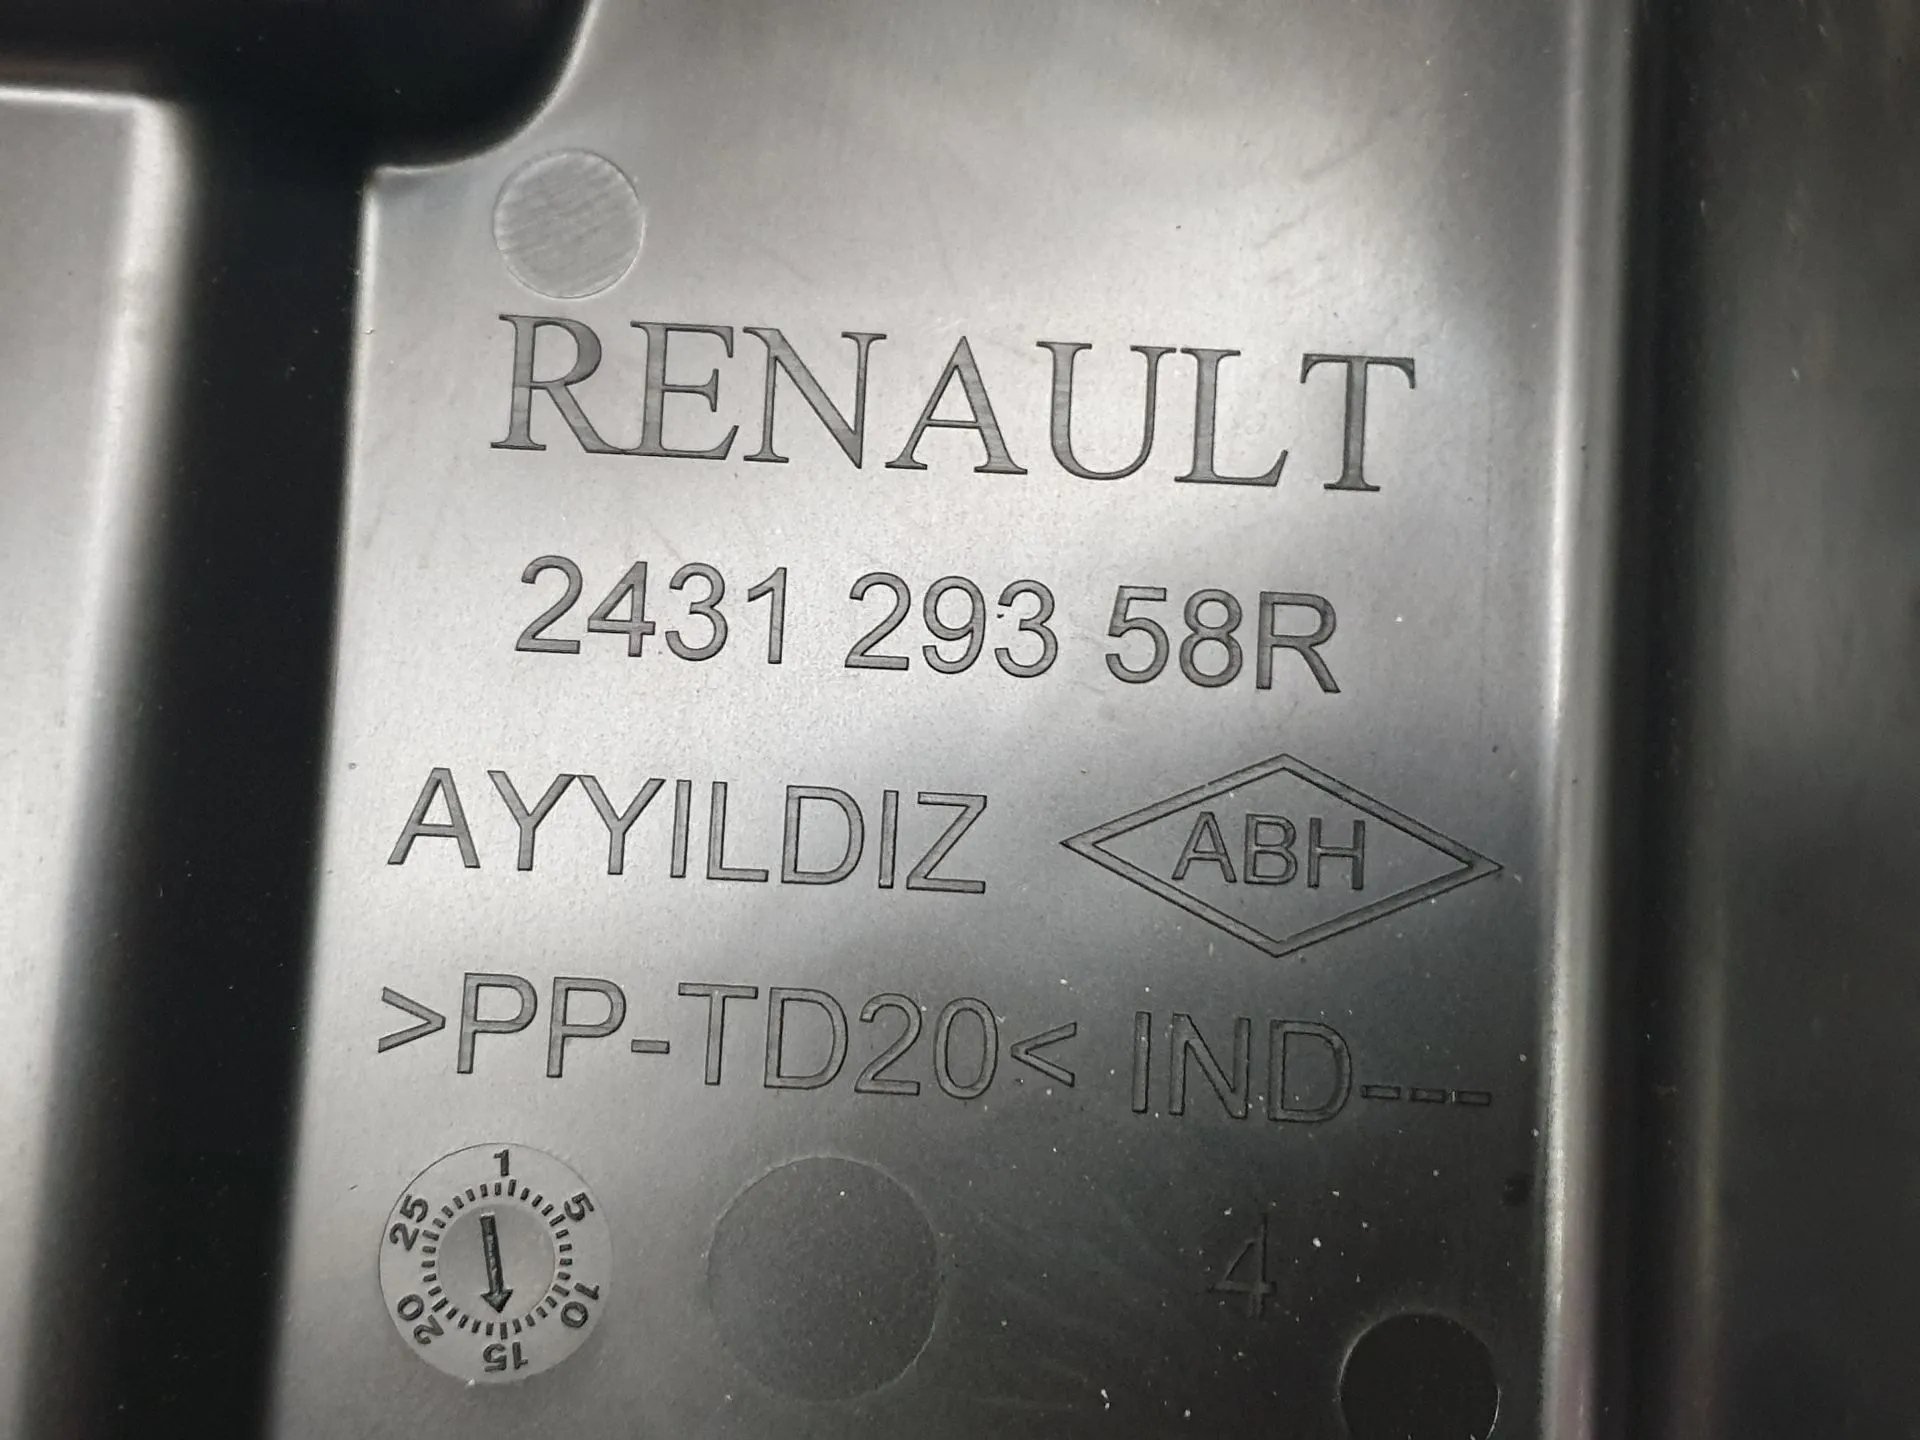 RENAULT
2431 293 58R
AYYILDIZ ABH
>PP-TD20< IND---
1 5 10 15 20 25
4